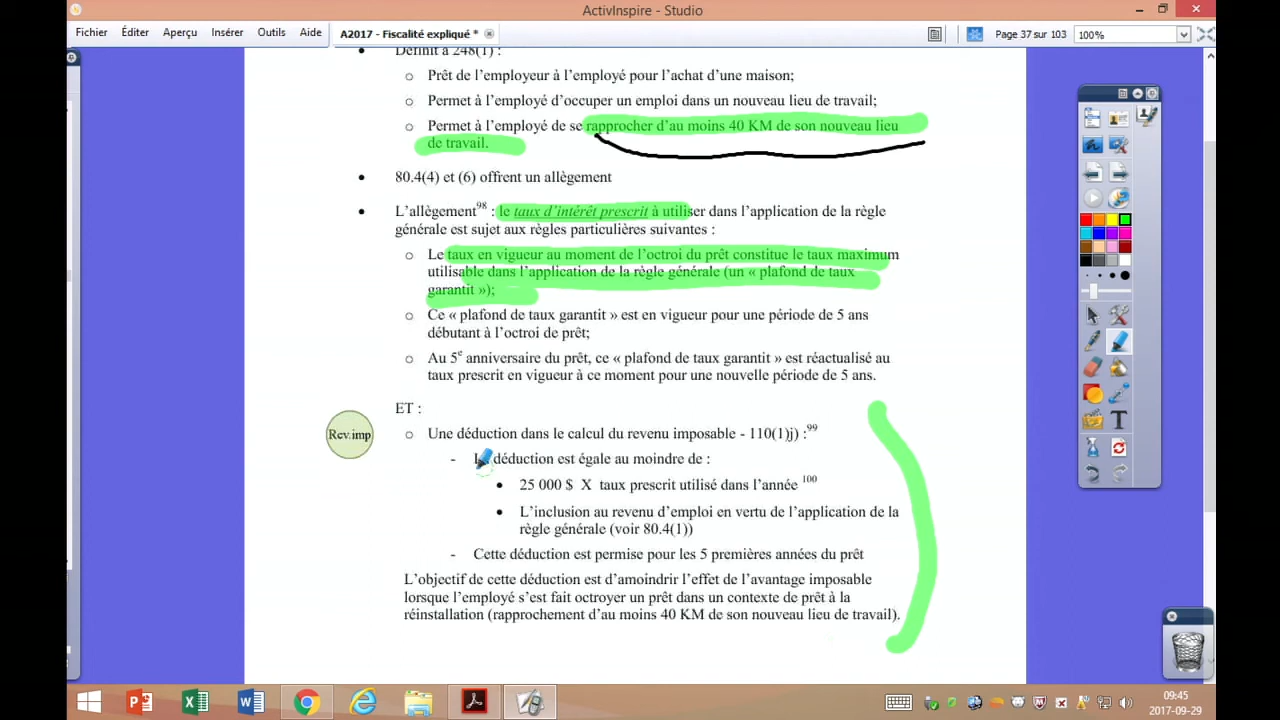 ActivInspire - Studio
Fichier Éditer Aperçu Insérer Outils Aide A2017 - Fiscalité expliqué * Page 37 sur 103 100%
• Définit à 248(1) :
o Prêt de l'employeur à l'employé pour l'achat d'une maison;
o Permet à l'employé d'occuper un emploi dans un nouveau lieu de travail;
o Permet à l'employé de se rapprocher d'au moins 40 KM de son nouveau lieu
de travail.
• 80.4(4) et (6) offrent un allègement
• L'allègement98 : le taux d'intérêt prescrit à utiliser dans l'application de la règle
générale est sujet aux règles particulières suivantes :
o Le taux en vigueur au moment de l'octroi du prêt constitue le taux maximum
utilisable dans l'application de la règle générale (un « plafond de taux
garantit »);
o Ce « plafond de taux garantit » est en vigueur pour une période de 5 ans
débutant à l'octroi de prêt;
o Au 5e anniversaire du prêt, ce « plafond de taux garantit » est réactualisé au
taux prescrit en vigueur à ce moment pour une nouvelle période de 5 ans.
ET :
Rev.imp
o Une déduction dans le calcul du revenu imposable - 110(1)j) :99
- déduction est égale au moindre de :
• 25 000 $ X taux prescrit utilisé dans l'année 100
• L'inclusion au revenu d'emploi en vertu de l'application de la
règle générale (voir 80.4(1))
- Cette déduction est permise pour les 5 premières années du prêt
L'objectif de cette déduction est d'amoindrir l'effet de l'avantage imposable
lorsque l'employé s'est fait octroyer un prêt dans un contexte de prêt à la
réinstallation (rapprochement d'au moins 40 KM de son nouveau lieu de travail).
09:45
2017-09-29